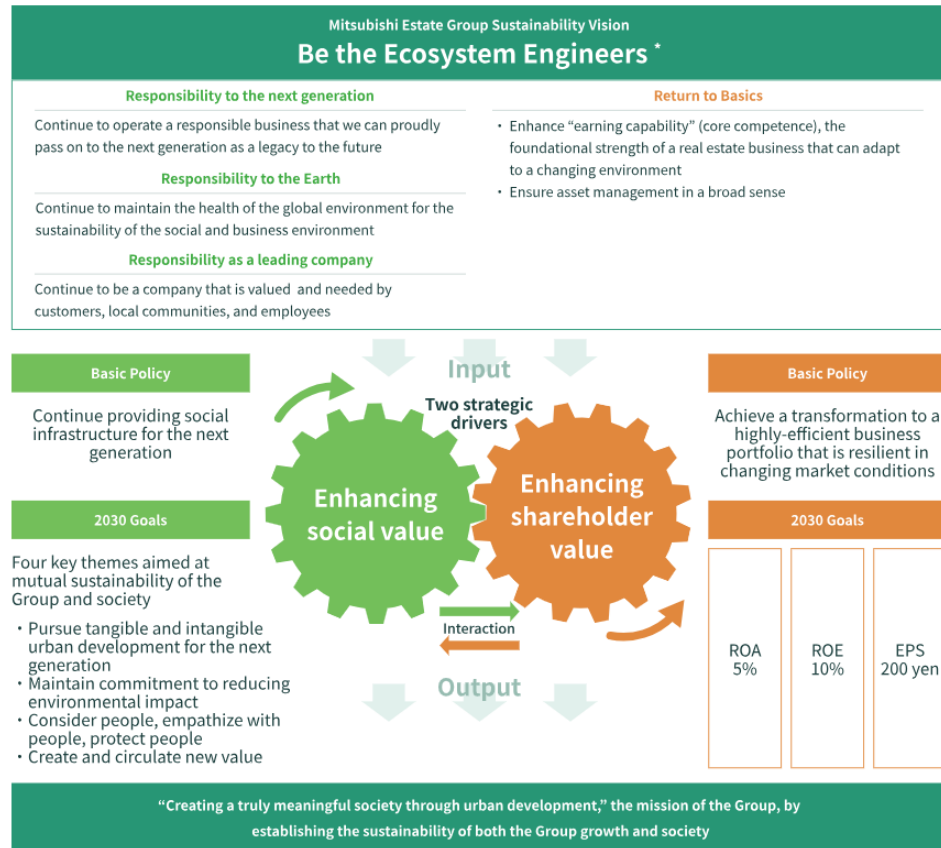 Mitsubishi Estate Group Sustainability Vision
Be the Ecosystem Engineers *
Responsibility to the next generation
Continue to operate a responsible business that we can proudly
pass on to the next generation as a legacy to the future
Responsibility to the Earth
Continue to maintain the health of the global environment for the
sustainability of the social and business environment
Responsibility as a leading company
Continue to be a company that is valued and needed by
customers, local communities, and employees
Return to Basics
・Enhance “earning capability” (core competence), the
foundational strength of a real estate business that can adapt
to a changing environment
・Ensure asset management in a broad sense
Basic Policy
Continue providing social
infrastructure for the next
generation
2030 Goals
Four key themes aimed at
mutual sustainability of the
Group and society
・Pursue tangible and intangible
urban development for the next
generation
・Maintain commitment to reducing
environmental impact
・Consider people, empathize with
people, protect people
・Create and circulate new value
Input
Two strategic
drivers
Enhancing
social value
Enhancing
shareholder
value
Interaction
Output
Basic Policy
Achieve a transformation to a
highly-efficient business
portfolio that is resilient in
changing market conditions
2030 Goals
ROA
5%
ROE
10%
EPS
200 yen
“Creating a truly meaningful society through urban development,” the mission of the Group, by
establishing the sustainability of both the Group growth and society